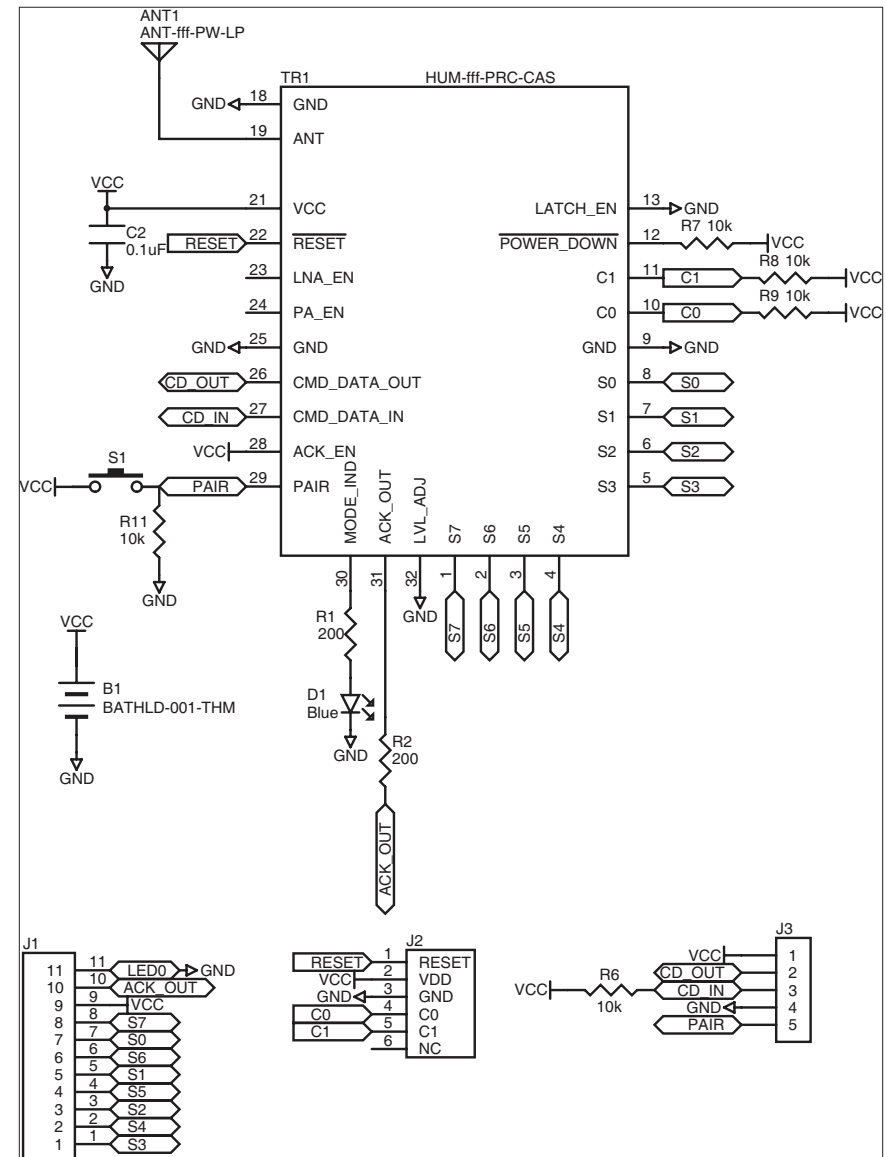 ANT1
ANT-fff-PW-LP
TR1 HUM-fff-PRC-CAS
GND 18 GND
19 ANT
VCC
21 VCC
LATCH_EN 13 GND
C2
0.1uF
GND
RESET 22 RESET
POWER_DOWN 12 R7 10k VCC
23 LNA_EN
C1 11 C1 R8 10k VCC
24 PA_EN
C0 10 C0 R9 10k VCC
GND 25 GND
GND 9 GND
CD_OUT 26 CMD_DATA_OUT
S0 8 S0
CD_IN 27 CMD_DATA_IN
S1 7 S1
VCC 28 ACK_EN
S2 6 S2
VCC S1 PAIR 29 PAIR
S3 5 S3
R11
10k
GND
MODE_IND ACK_OUT LVL_ADJ S7 S6 S5 S4
30 31 32 1 2 3 4
GND S7 S6 S5 S4
R1
200
D1
Blue
GND
R2
200
ACK_OUT
VCC
B1
BATHLD-001-THM
GND
J1
11 11 LED0 GND
10 10 ACK_OUT
9 9 VCC
8 8 S7
7 7 S0
6 6 S6
5 5 S1
4 4 S5
3 3 S2
2 2 S4
1 1 S3
J2
RESET 1 RESET
VCC 2 VDD
GND 3 GND
C0 4 C0
C1 5 C1
6 NC
J3
VCC 1
CD_OUT 2
VCC R6 10k CD_IN 3
GND 4
PAIR 5